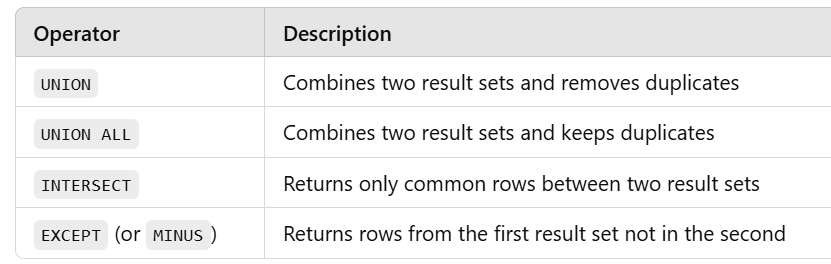 Operator Description
UNION Combines two result sets and removes duplicates
UNION ALL Combines two result sets and keeps duplicates
INTERSECT Returns only common rows between two result sets
EXCEPT (or MINUS) Returns rows from the first result set not in the second